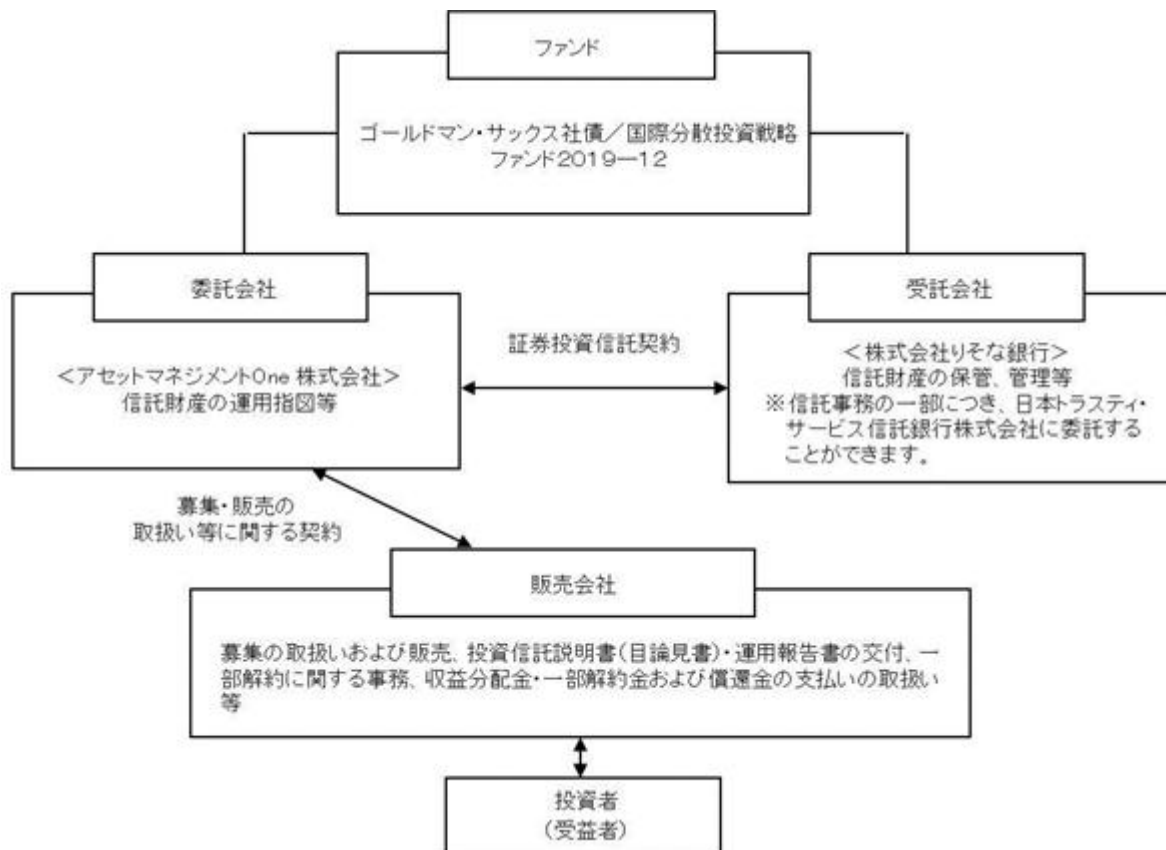 ファンド
ゴールドマン・サックス社債／国際分散投資戦略
ファンド2019－12
委託会社
＜アセットマネジメントOne 株式会社＞
信託財産の運用指図等
証券投資信託契約
受託会社
＜株式会社りそな銀行＞
信託財産の保管、管理等
※信託事務の一部につき、日本トラスティ・
サービス信託銀行株式会社に委託する
ことができます。
募集・販売の
取扱い等に関する契約
販売会社
募集の取扱いおよび販売、投資信託説明書（目論見書）・運用報告書の交付、一
部解約に関する事務、収益分配金・一部解約金および償還金の支払いの取扱い
等
投資者
（受益者）